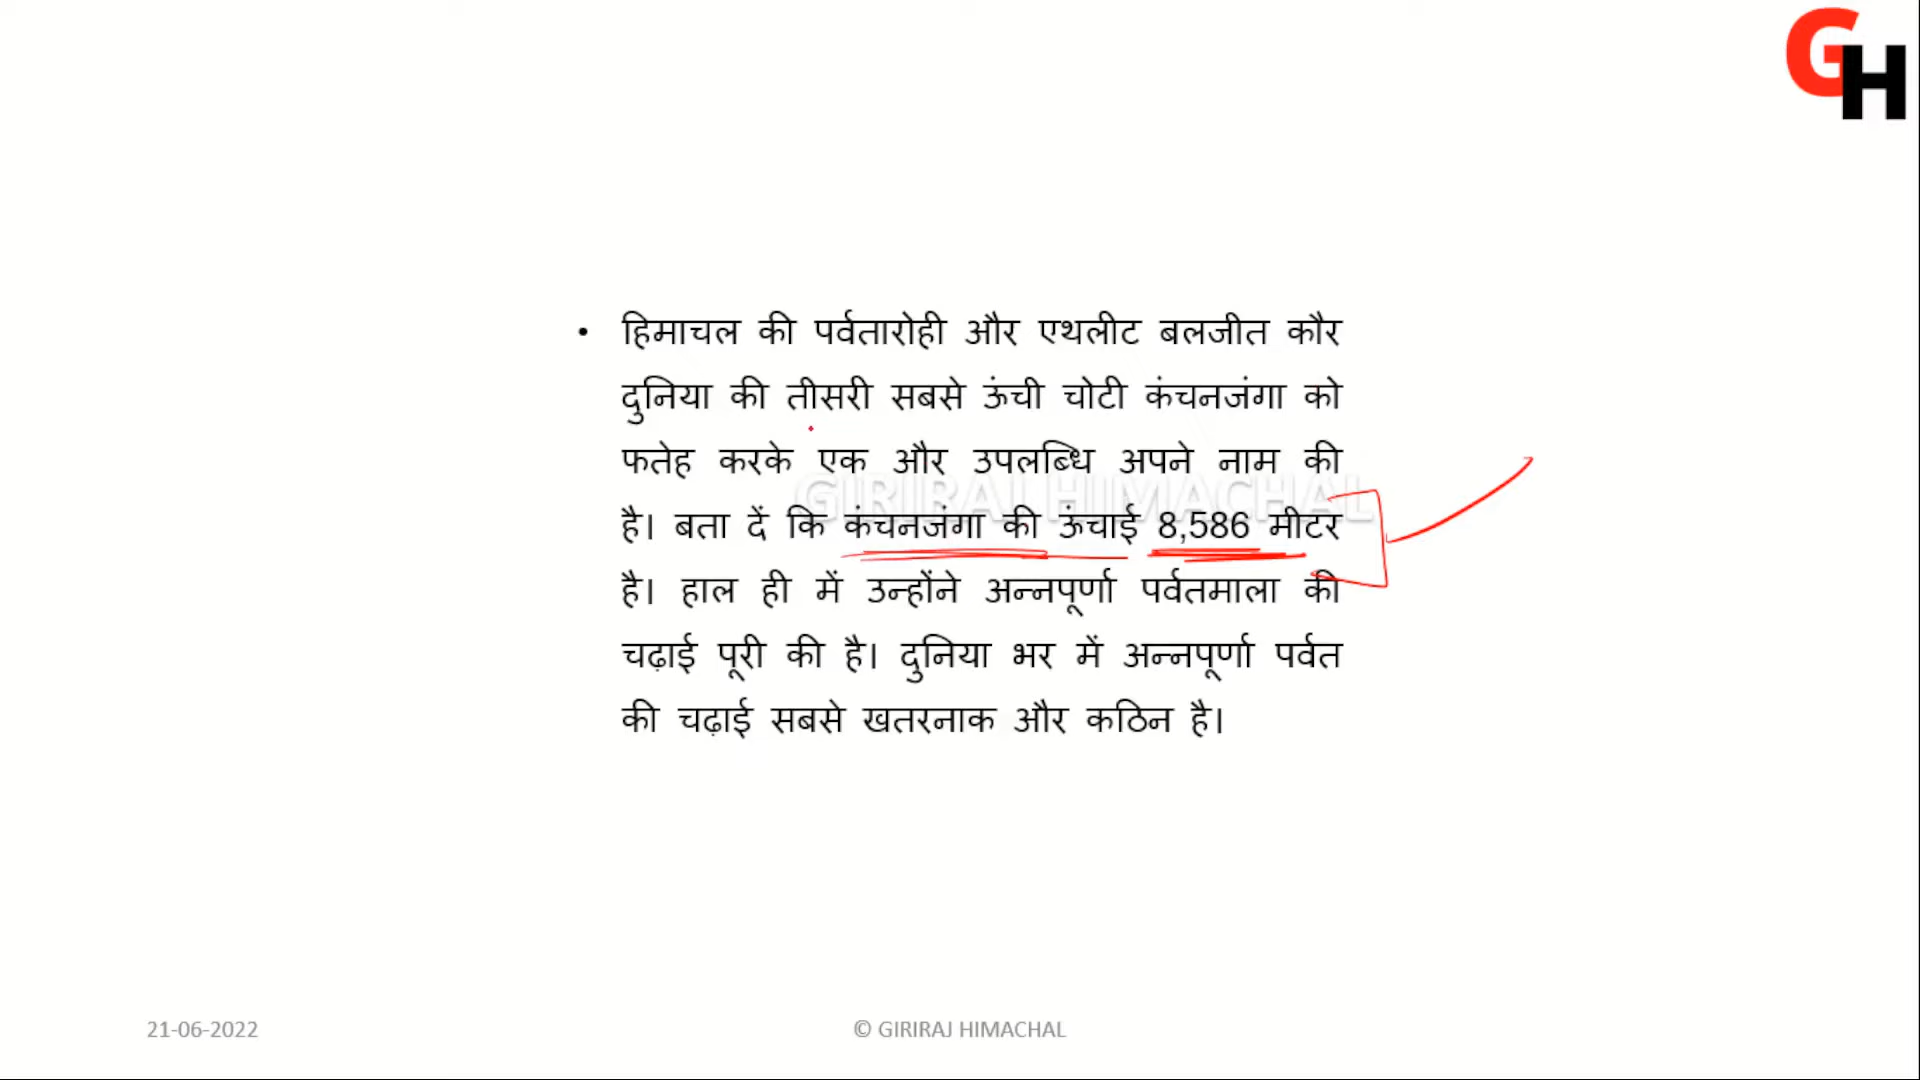 GH
• हिमाचल की पर्वतारोही और एथलीट बलजीत कौर
दुनिया की तीसरी सबसे ऊंची चोटी कंचनजंगा को
फतेह करके एक और उपलब्धि अपने नाम की
GIRIRAJ HIMACHAL
है। बता दें कि कंचनजंगा की ऊंचाई 8,586 मीटर
है। हाल ही में उन्होंने अन्नपूर्णा पर्वतमाला की
चढ़ाई पूरी की है। दुनिया भर में अन्नपूर्णा पर्वत
की चढ़ाई सबसे खतरनाक और कठिन है।
21-06-2022
© GIRIRAJ HIMACHAL